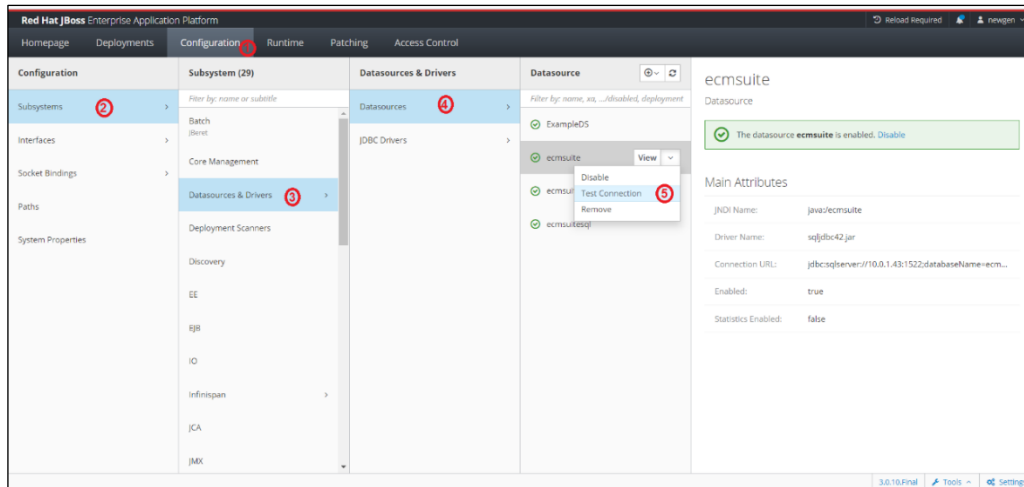 Red Hat JBoss Enterprise Application Platform
Reload Required
newgen
Homepage
Deployments
Configuration
1
Runtime
Patching
Access Control
Configuration
Subsystems
2
Interfaces
Socket Bindings
Paths
System Properties
Subsystem (29)
Filter by: name or subtitle
Batch
JBeret
Core Management
Datasources & Drivers
3
Deployment Scanners
Discovery
EE
EJB
IO
Infinispan
JCA
JMX
Datasources & Drivers
Datasources
4
JDBC Drivers
Datasource
Filter by: name, xa, .../disabled, deployment
ExampleDS
ecmsuite
View
Disable
Test Connection
5
Remove
ecmsuitesql
ecmsuite
Datasource
The datasource ecmsuite is enabled. Disable
Main Attributes
JNDI Name: java:/ecmsuite
Driver Name: sqljdbc42.jar
Connection URL: jdbc:sqlserver://10.0.1.43:1522;databaseName=ecm...
Enabled: true
Statistics Enabled: false
3.0.10.Final
Tools
Settings